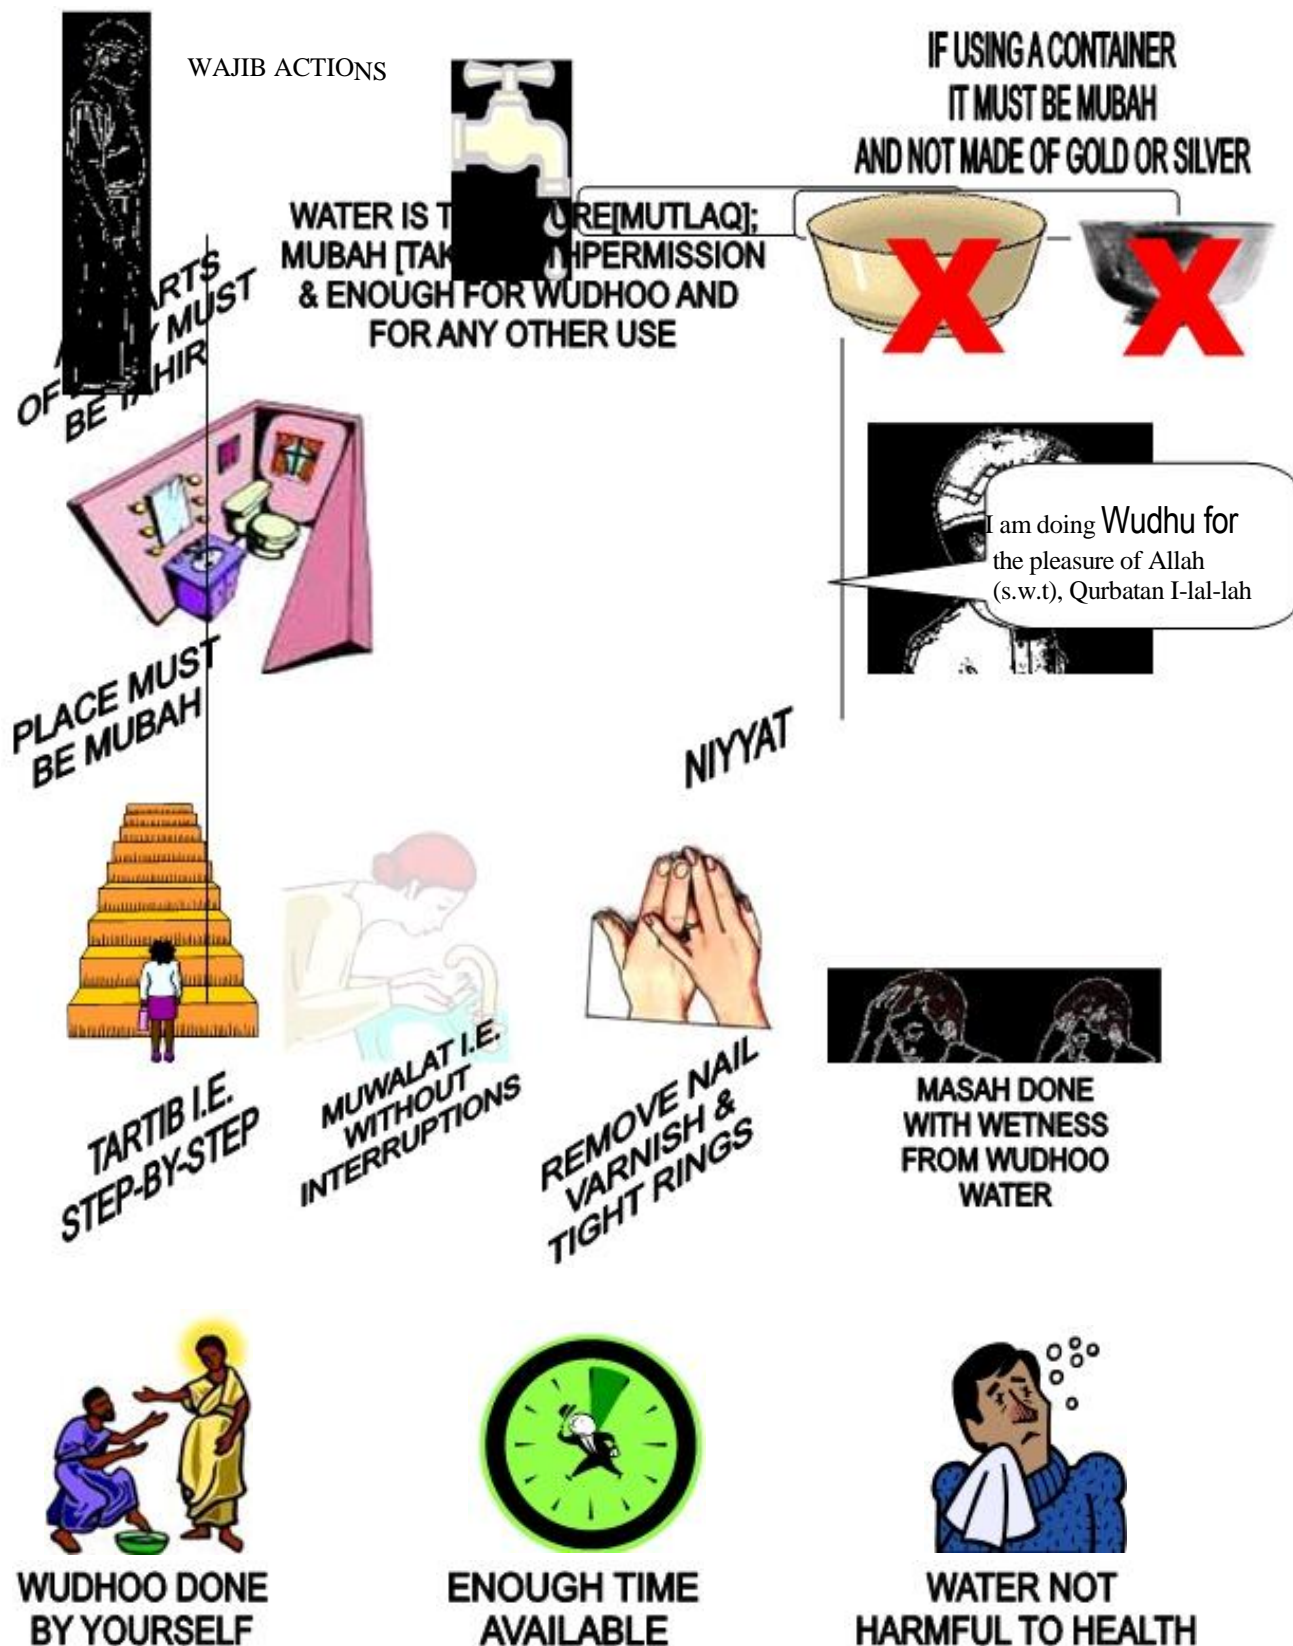 WAJIB ACTIONS
IF USING A CONTAINER
IT MUST BE MUBAH
AND NOT MADE OF GOLD OR SILVER
WATER IS URE[MUTLAQ];
MUBAH [TAK THPERMISSION
& ENOUGH FOR WUDHOO AND
FOR ANY OTHER USE
ARTS
OF MUST
BE AHIR
I am doing Wudhu for
the pleasure of Allah
(s.w.t), Qurbatan I-lal-lah
PLACE MUST
BE MUBAH
NIYYAT
TARTIB I.E.
STEP-BY-STEP
MUWALAT I.E.
WITHOUT
INTERRUPTIONS
REMOVE NAIL
VARNISH &
TIGHT RINGS
MASAH DONE
WITH WETNESS
FROM WUDHOO
WATER
WUDHOO DONE
BY YOURSELF
ENOUGH TIME
AVAILABLE
WATER NOT
HARMFUL TO HEALTH